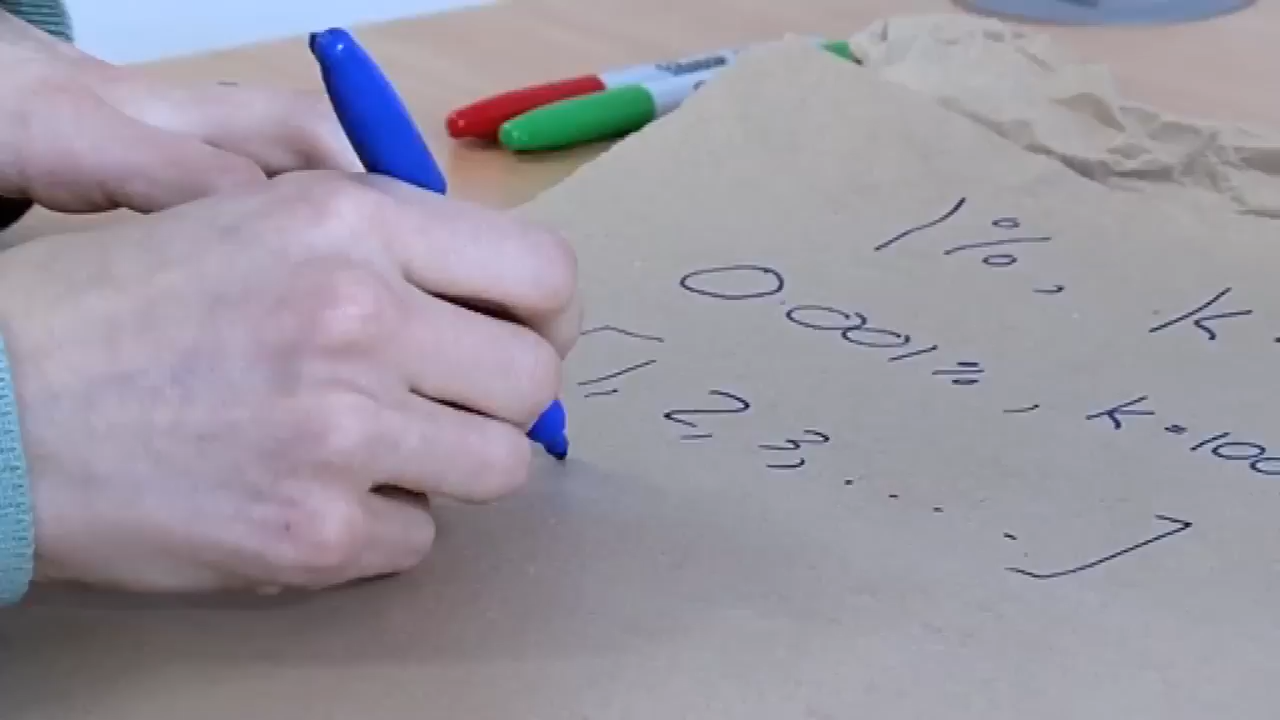 1%, K
0.001%, K=100
[1, 2, 3, .... ]